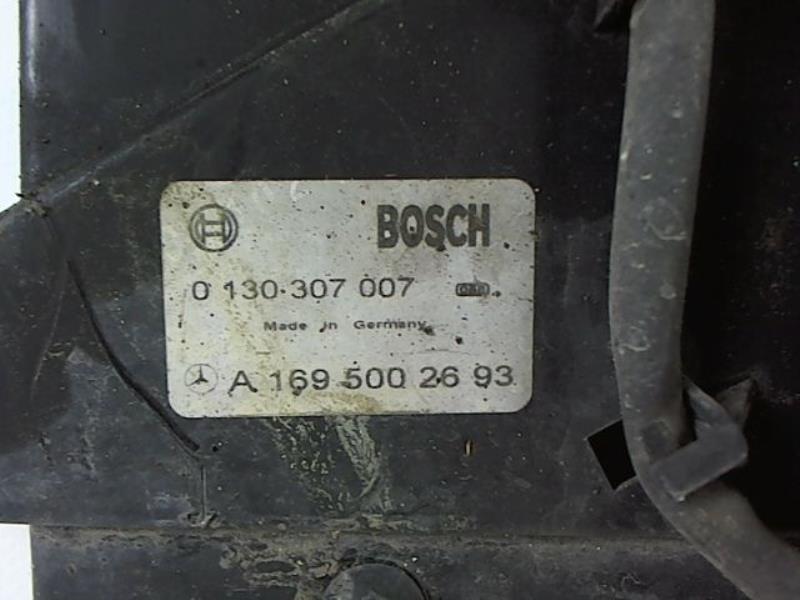 BOSCH
0 130 307 007
Made in Germany
A 169 500 26 93